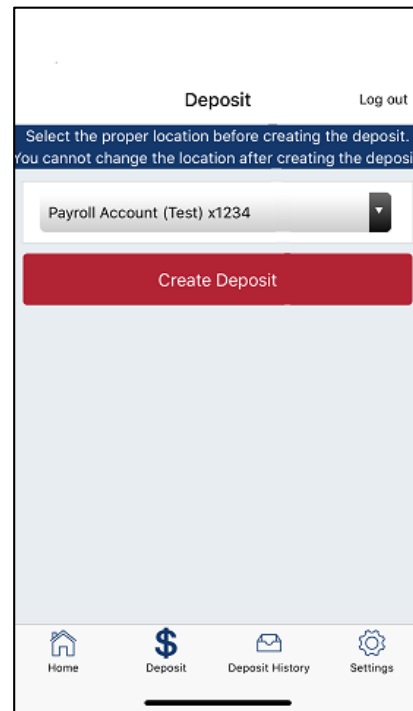 Deposit
Log out
Select the proper location before creating the deposit.
You cannot change the location after creating the deposi
Payroll Account (Test) x1234
Create Deposit
Home
Deposit
Deposit History
Settings